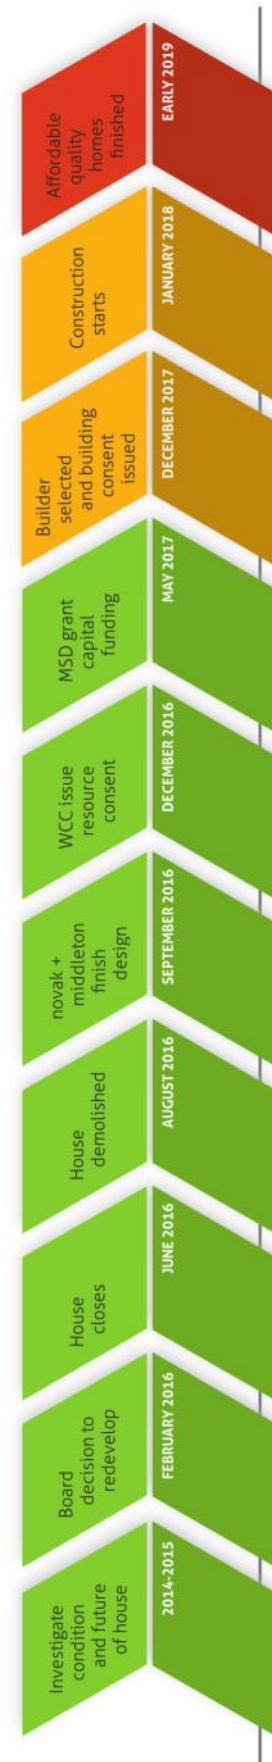 Investigate
condition
and future
of house
2014-2015
Board
decision to
redevelop
FEBRUARY 2016
House
closes
JUNE 2016
House
demolished
AUGUST 2016
novak +
middleton
finish
design
SEPTEMBER 2016
WCC issue
resource
consent
DECEMBER 2016
MSD grant
capital
funding
MAY 2017
Builder
selected
and building
consent
issued
DECEMBER 2017
Construction
starts
JANUARY 2018
Affordable
quality
homes
finished
EARLY 2019